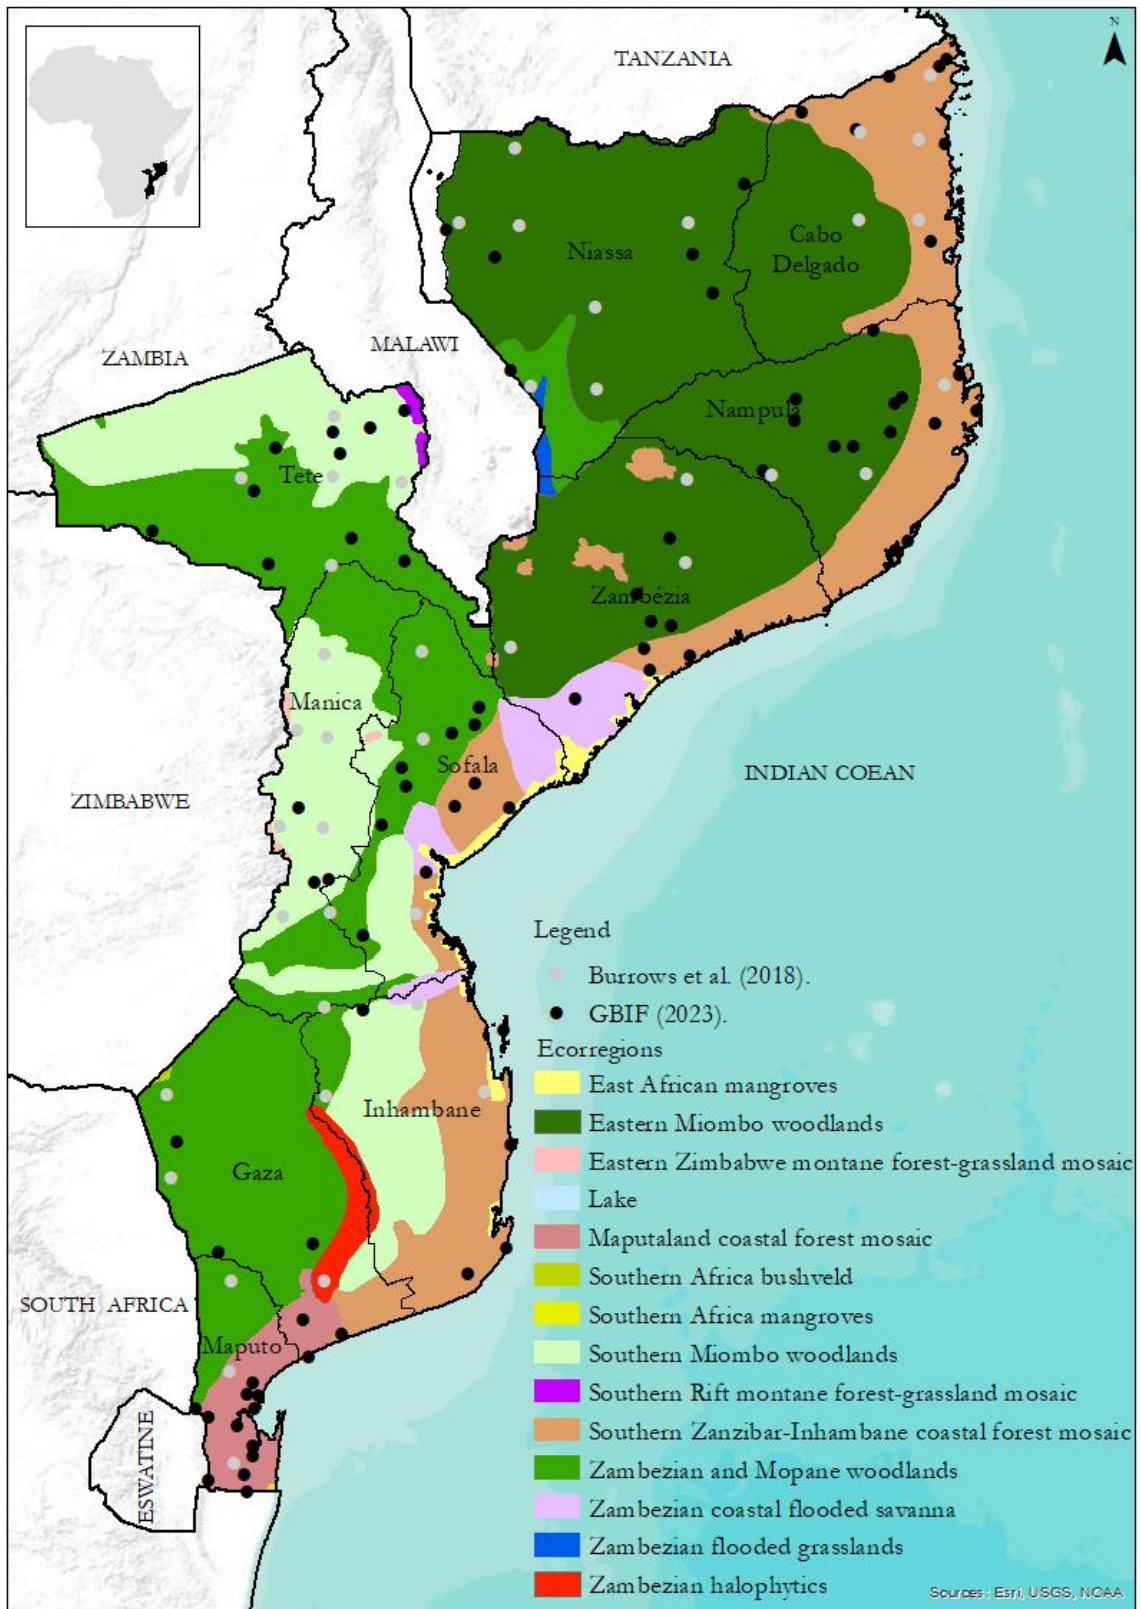 N
TANZANIA
Niassa
Cabo
Delgado
ZAMBIA
MALAWI
Nampula
Tete
Zambézia
Manica
Sofala
ZIMBABWE
INDIAN COEAN
Legend
Burrows et al. (2018).
GBIF (2023).
Ecorregions
East African mangroves
Inhambane
Eastern Miombo woodlands
Eastern Zimbabwe montane forest-grassland mosaic
Gaza
Lake
Maputaland coastal forest mosaic
Southern Africa bushveld
SOUTH AFRICA
Southern Africa mangroves
Maputo
Southern Miombo woodlands
Southern Rift montane forest-grassland mosaic
Southern Zanzibar-Inhambane coastal forest mosaic
ESWATINE
Zambezian and Mopane woodlands
Zambezian coastal flooded savanna
Zambezian flooded grasslands
Zambezian halophytics
Sources: Esri, USGS, NOAA